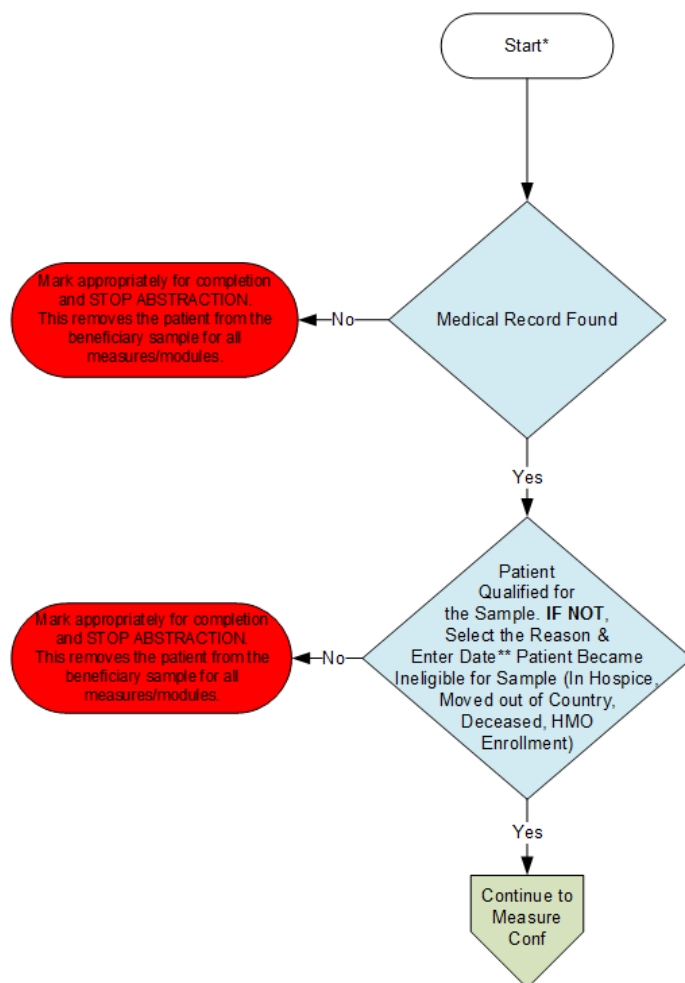 Start*
Mark appropriately for completion
and STOP ABSTRACTION.
This removes the patient from the
beneficiary sample for all
measures/modules.
No
Medical Record Found
Yes
Patient
Qualified for
the Sample. IF NOT,
Select the Reason &
Enter Date** Patient Became
Ineligible for Sample (In Hospice,
Moved out of Country,
Deceased, HMO
Enrollment)
Mark appropriately for completion
and STOP ABSTRACTION.
This removes the patient from the
beneficiary sample for all
measures/modules.
No
Yes
Continue to
Measure
Conf